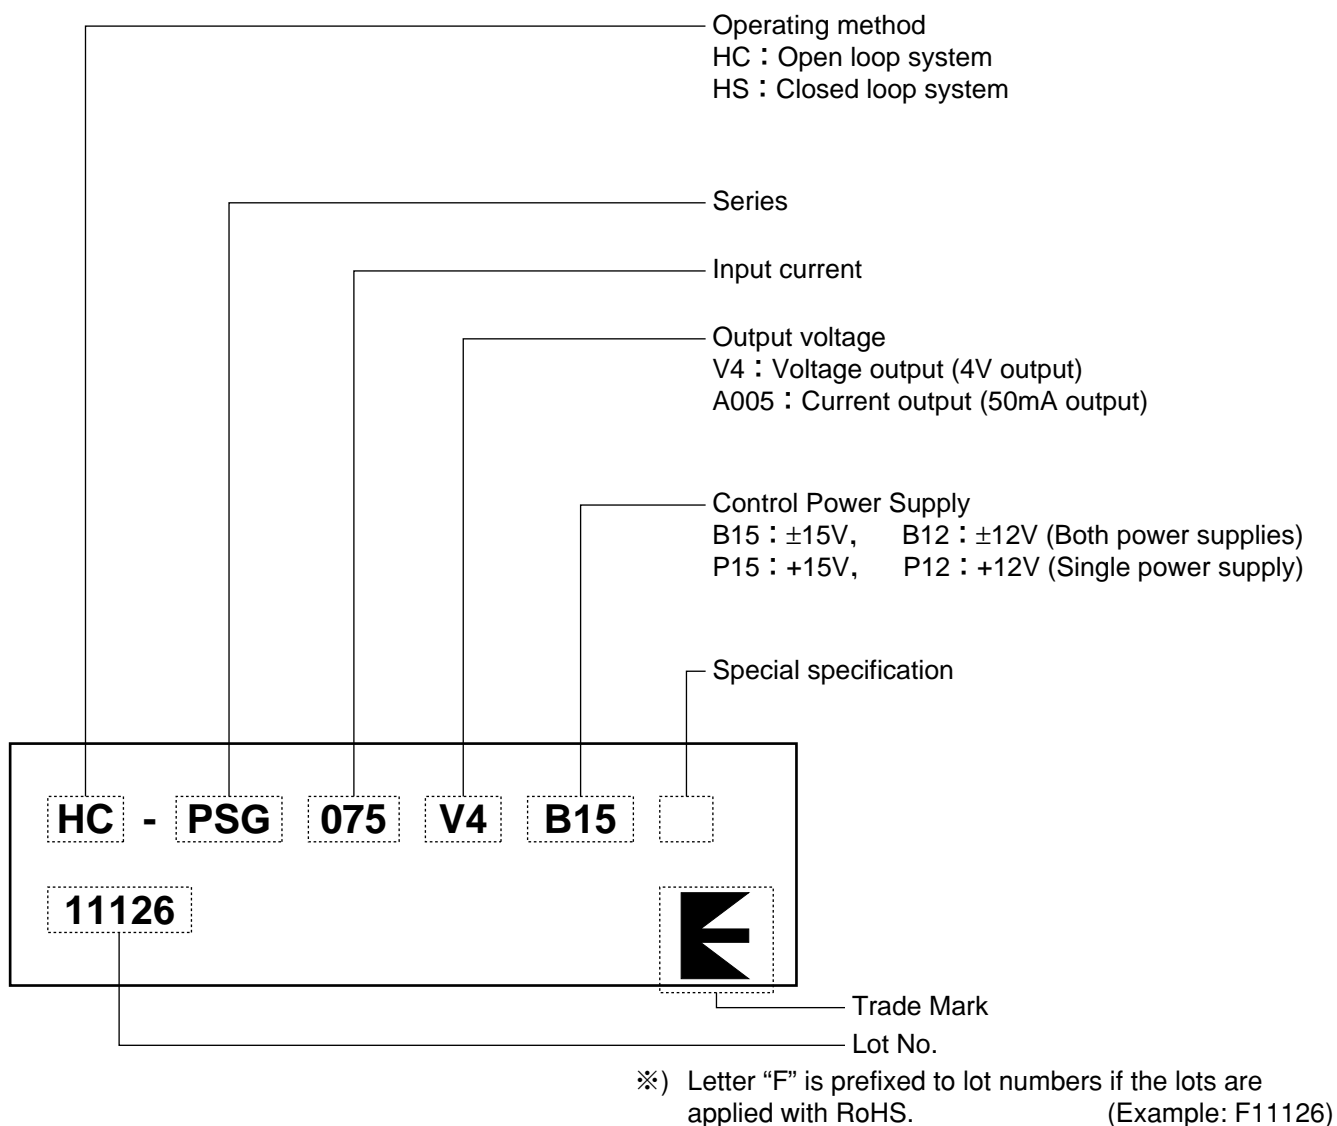 Operating method
HC：Open loop system
HS：Closed loop system
Series
Input current
Output voltage
V4：Voltage output (4V output)
A005：Current output (50mA output)
Control Power Supply
B15：±15V, B12：±12V (Both power supplies)
P15：+15V, P12：+12V (Single power supply)
Special specification
HC - PSG 075 V4 B15
11126
Trade Mark
Lot No.
※) Letter “F” is prefixed to lot numbers if the lots are
applied with RoHS. (Example: F11126)